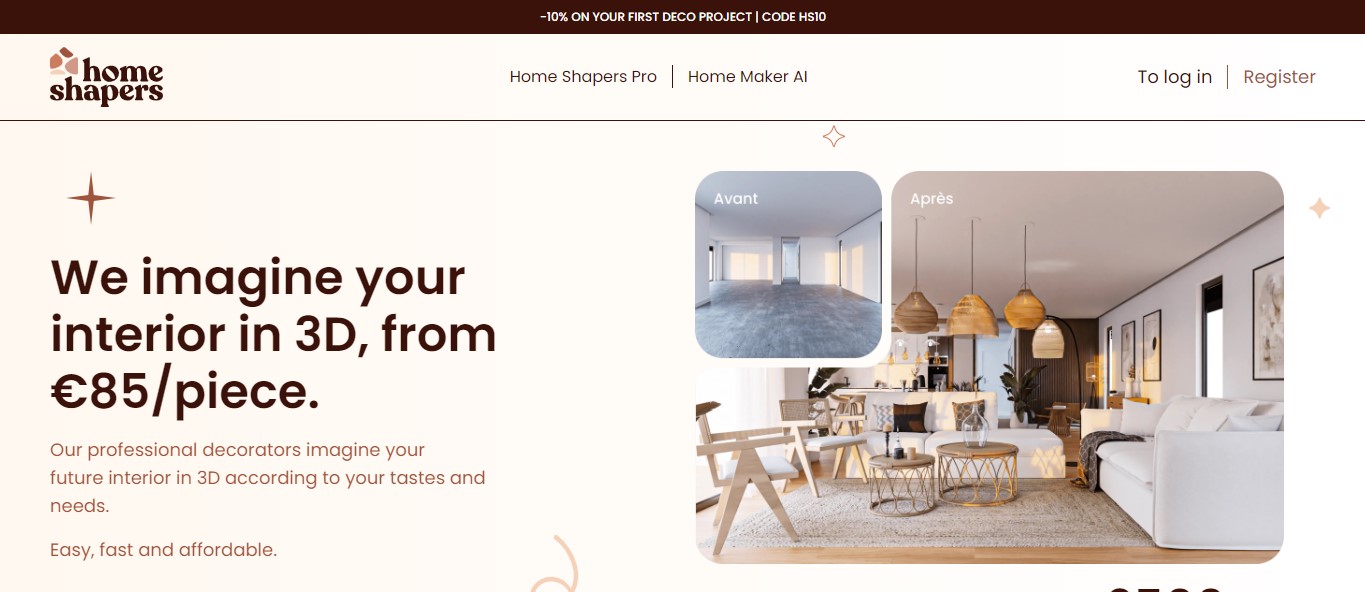 -10% ON YOUR FIRST DECO PROJECT | CODE HS10
home
shapers
Home Shapers Pro
Home Maker AI
To log in
Register
We imagine your
interior in 3D, from
€85/piece.
Our professional decorators imagine your
future interior in 3D according to your tastes and
needs.
Easy, fast and affordable.
Avant
Après